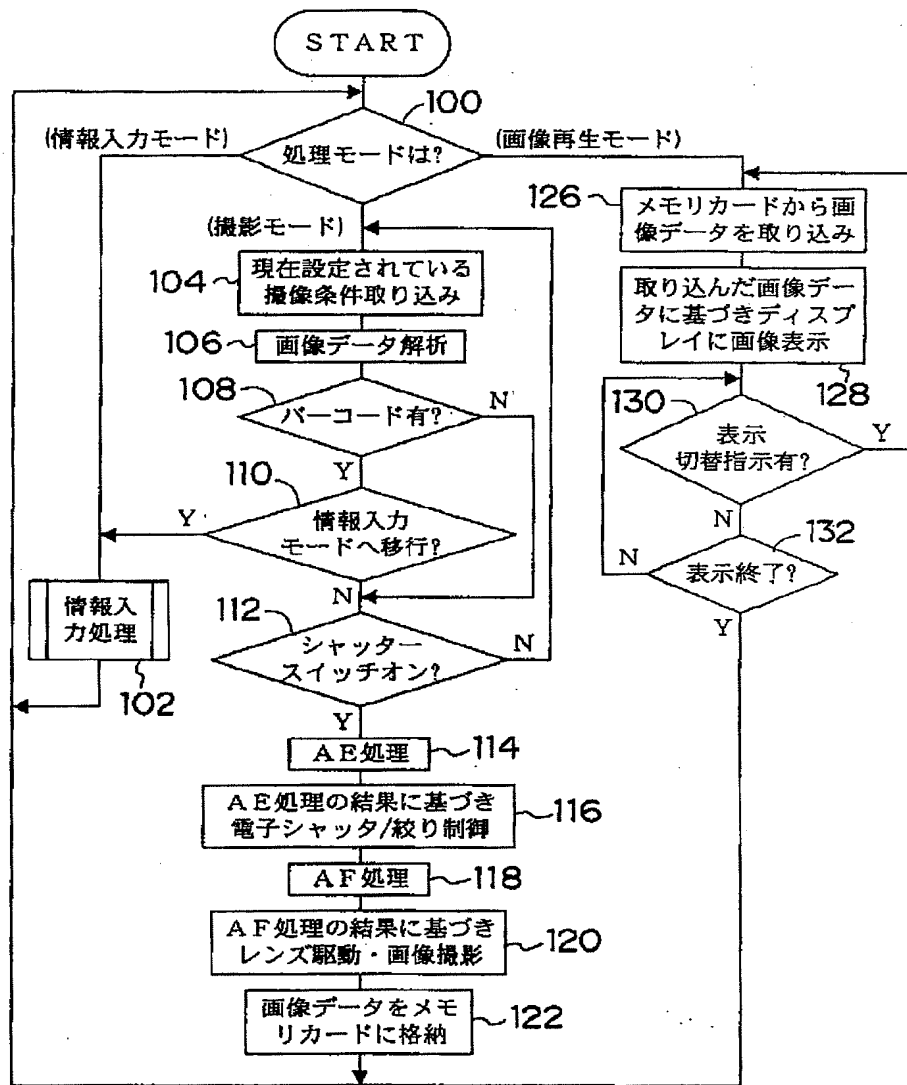 START
100
(情報入力モード)
処理モードは?
(画像再生モード)
(撮影モード)
104
現在設定されている
撮像条件取り込み
106
画像データ解析
108
バーコード有?
N
Y
110
情報入力
モードへ移行?
Y
N
情報入
力処理
102
112
シャッター
スイッチオン?
N
Y
AE処理
114
AE処理の結果に基づき
電子シャッタ/絞り制御
116
AF処理
118
AF処理の結果に基づき
レンズ駆動・画像撮影
120
画像データをメモ
リカードに格納
122
126
メモリカードから画
像データを取り込み
取り込んだ画像デー
タに基づきディスプ
レイに画像表示
128
130
表示
切替指示有?
Y
N
132
表示終了?
N
Y